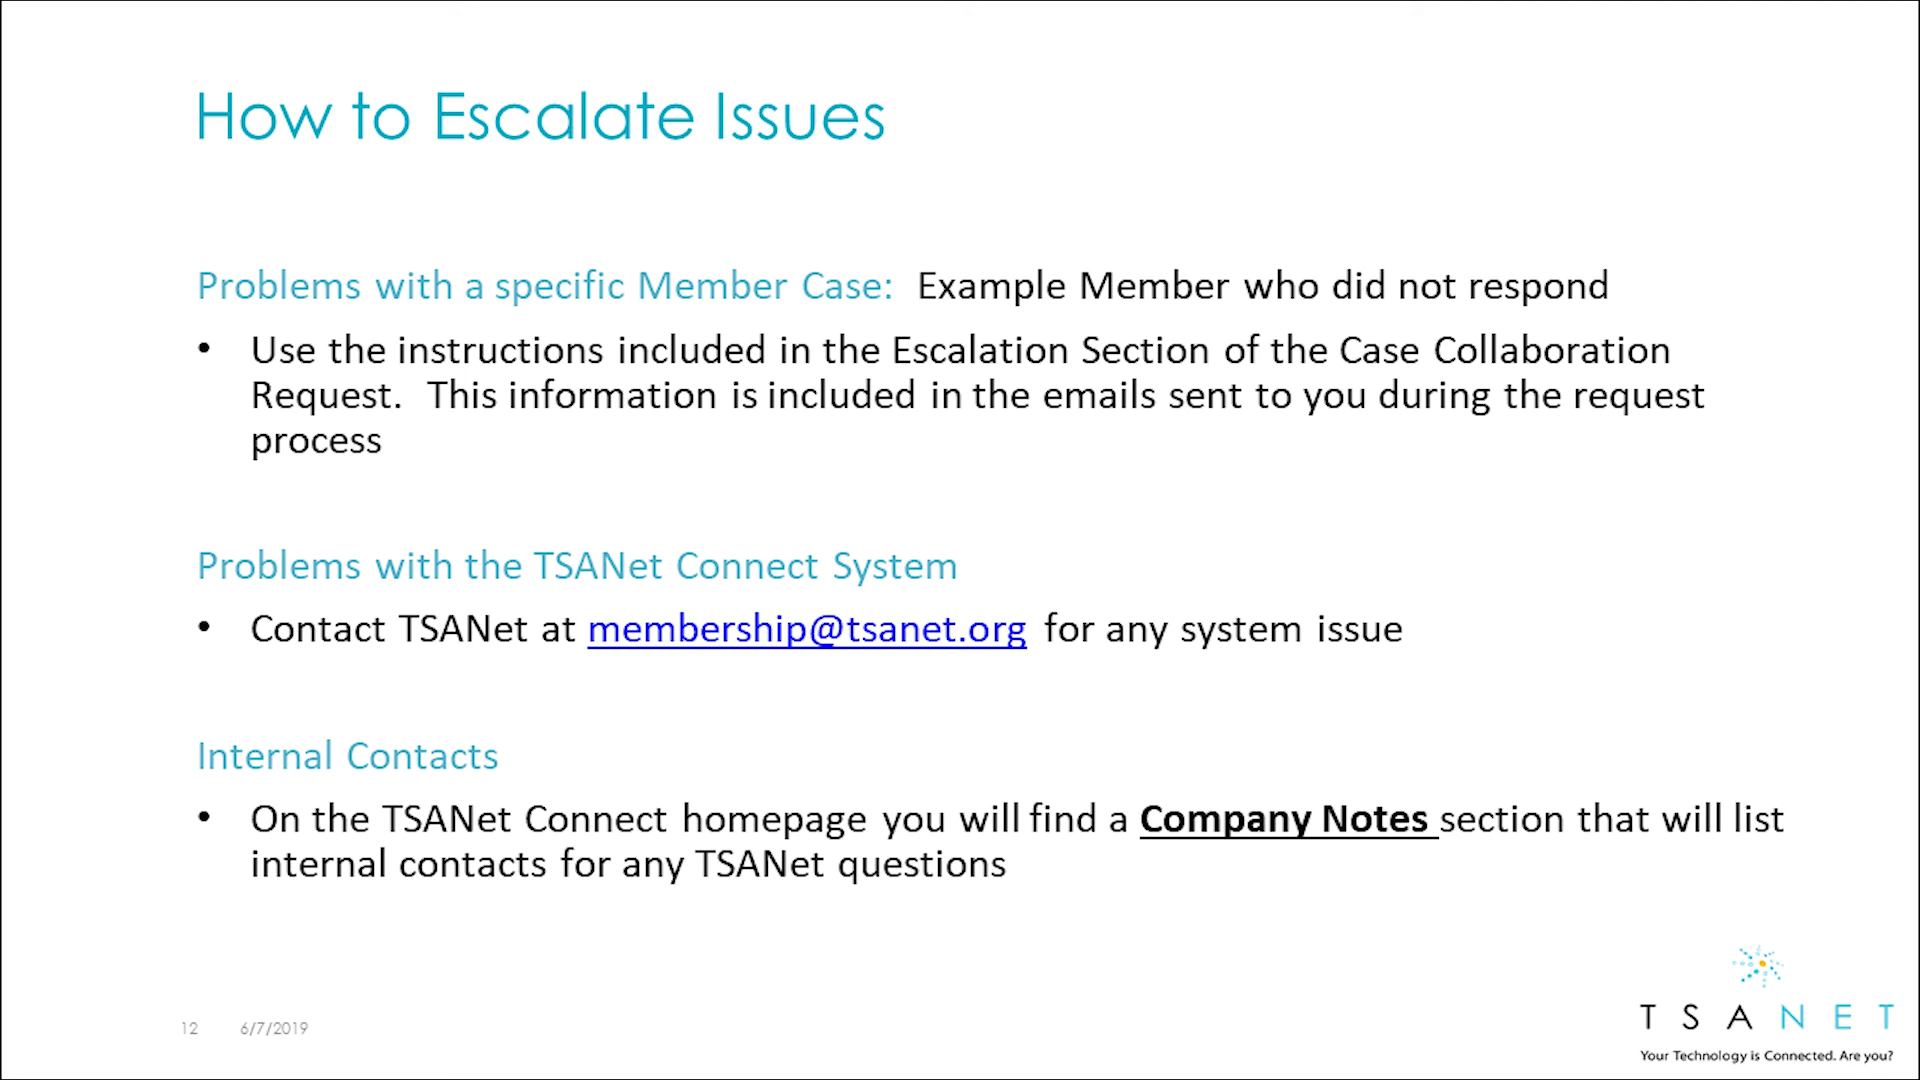 How to Escalate Issues
Problems with a specific Member Case:  Example Member who did not respond
• Use the instructions included in the Escalation Section of the Case Collaboration
Request.  This information is included in the emails sent to you during the request
process
Problems with the TSANet Connect System
• Contact TSANet at membership@tsanet.org for any system issue
Internal Contacts
• On the TSANet Connect homepage you will find a Company Notes section that will list
internal contacts for any TSANet questions
12 6/7/2019
TSANET
Your Technology is Connected. Are you?